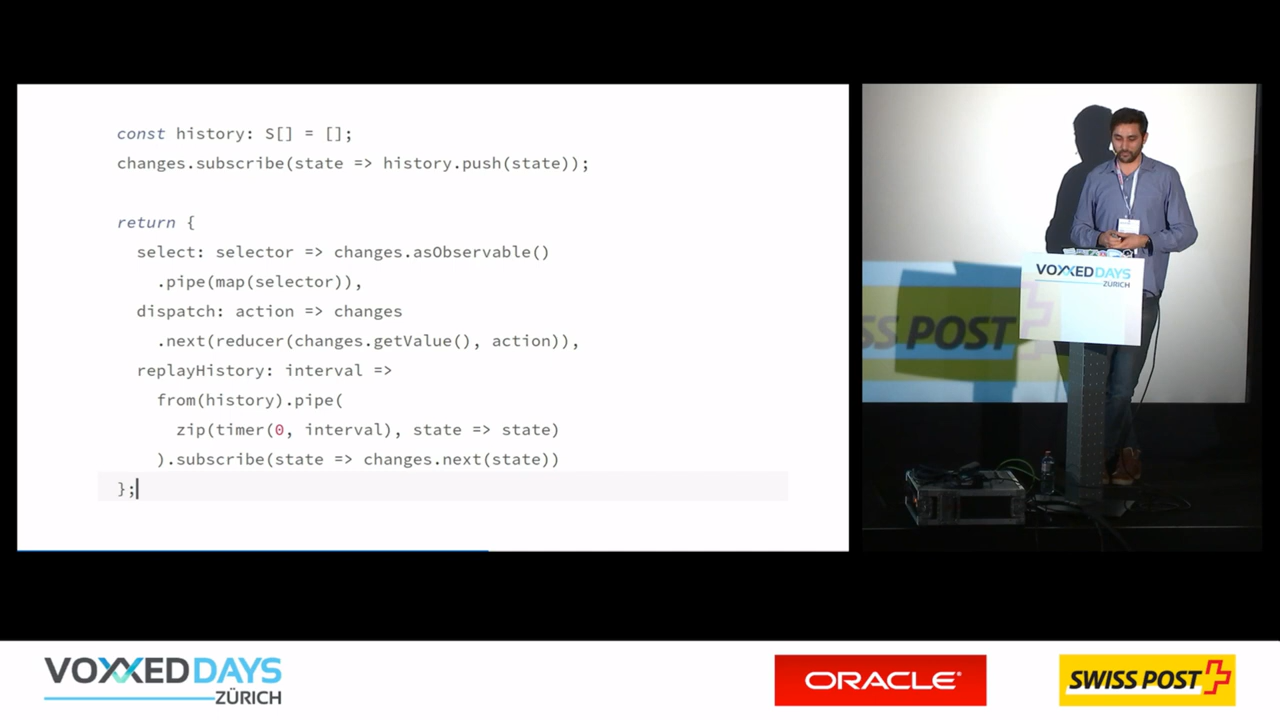 const history: S[] = [];
changes.subscribe(state => history.push(state));
return {
  select: selector => changes.asObservable()
    .pipe(map(selector)),
  dispatch: action => changes
    .next(reducer(changes.getValue(), action)),
  replayHistory: interval =>
    from(history).pipe(
      zip(timer(0, interval), state => state)
    ).subscribe(state => changes.next(state))
};
VOXXED DAYS
ZÜRICH
SS POST
VOXXED DAYS
ZÜRICH
ORACLE®
SWISS POST